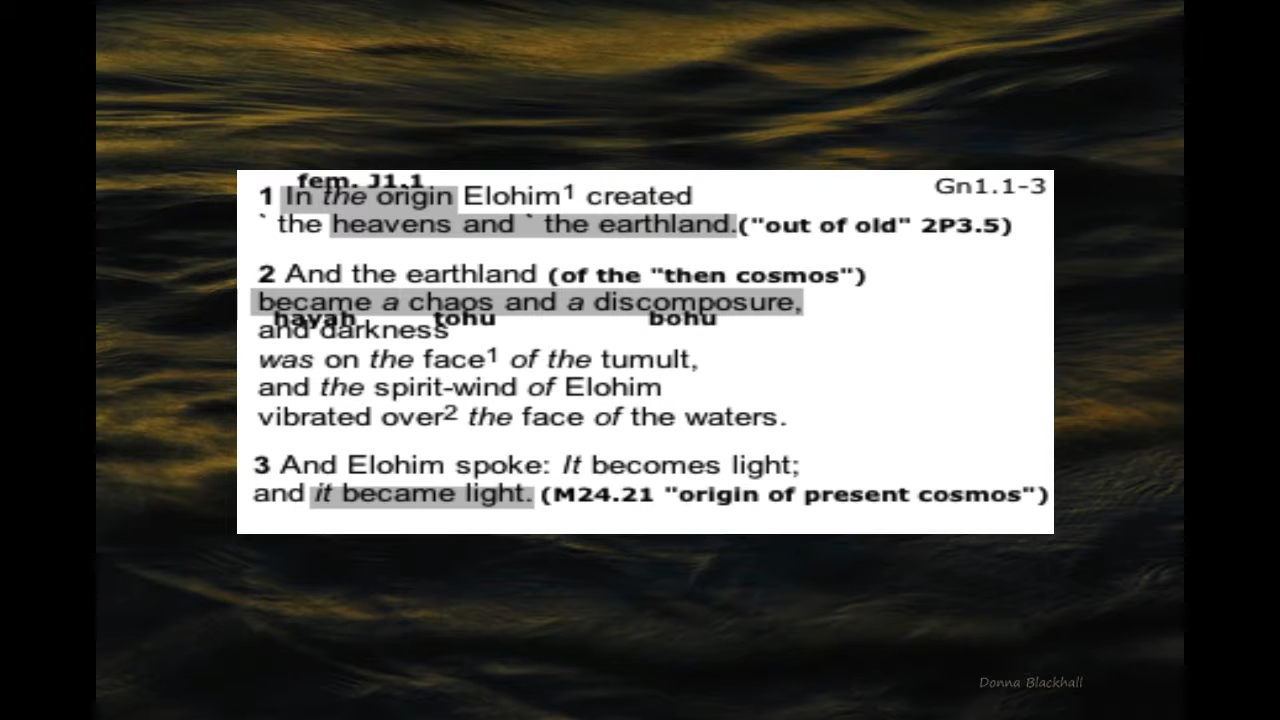 fem. J1.1
Gn1.1-3
1 In the origin Elohim¹ created
` the heavens and ` the earthland.("out of old" 2P3.5)
2 And the earthland (of the "then cosmos")
became a chaos and a discomposure,
hayah tohu bohu
and darkness
was on the face¹ of the tumult,
and the spirit-wind of Elohim
vibrated over² the face of the waters.
3 And Elohim spoke: It becomes light;
and it became light. (M24.21 "origin of present cosmos")
Donna Blackhall